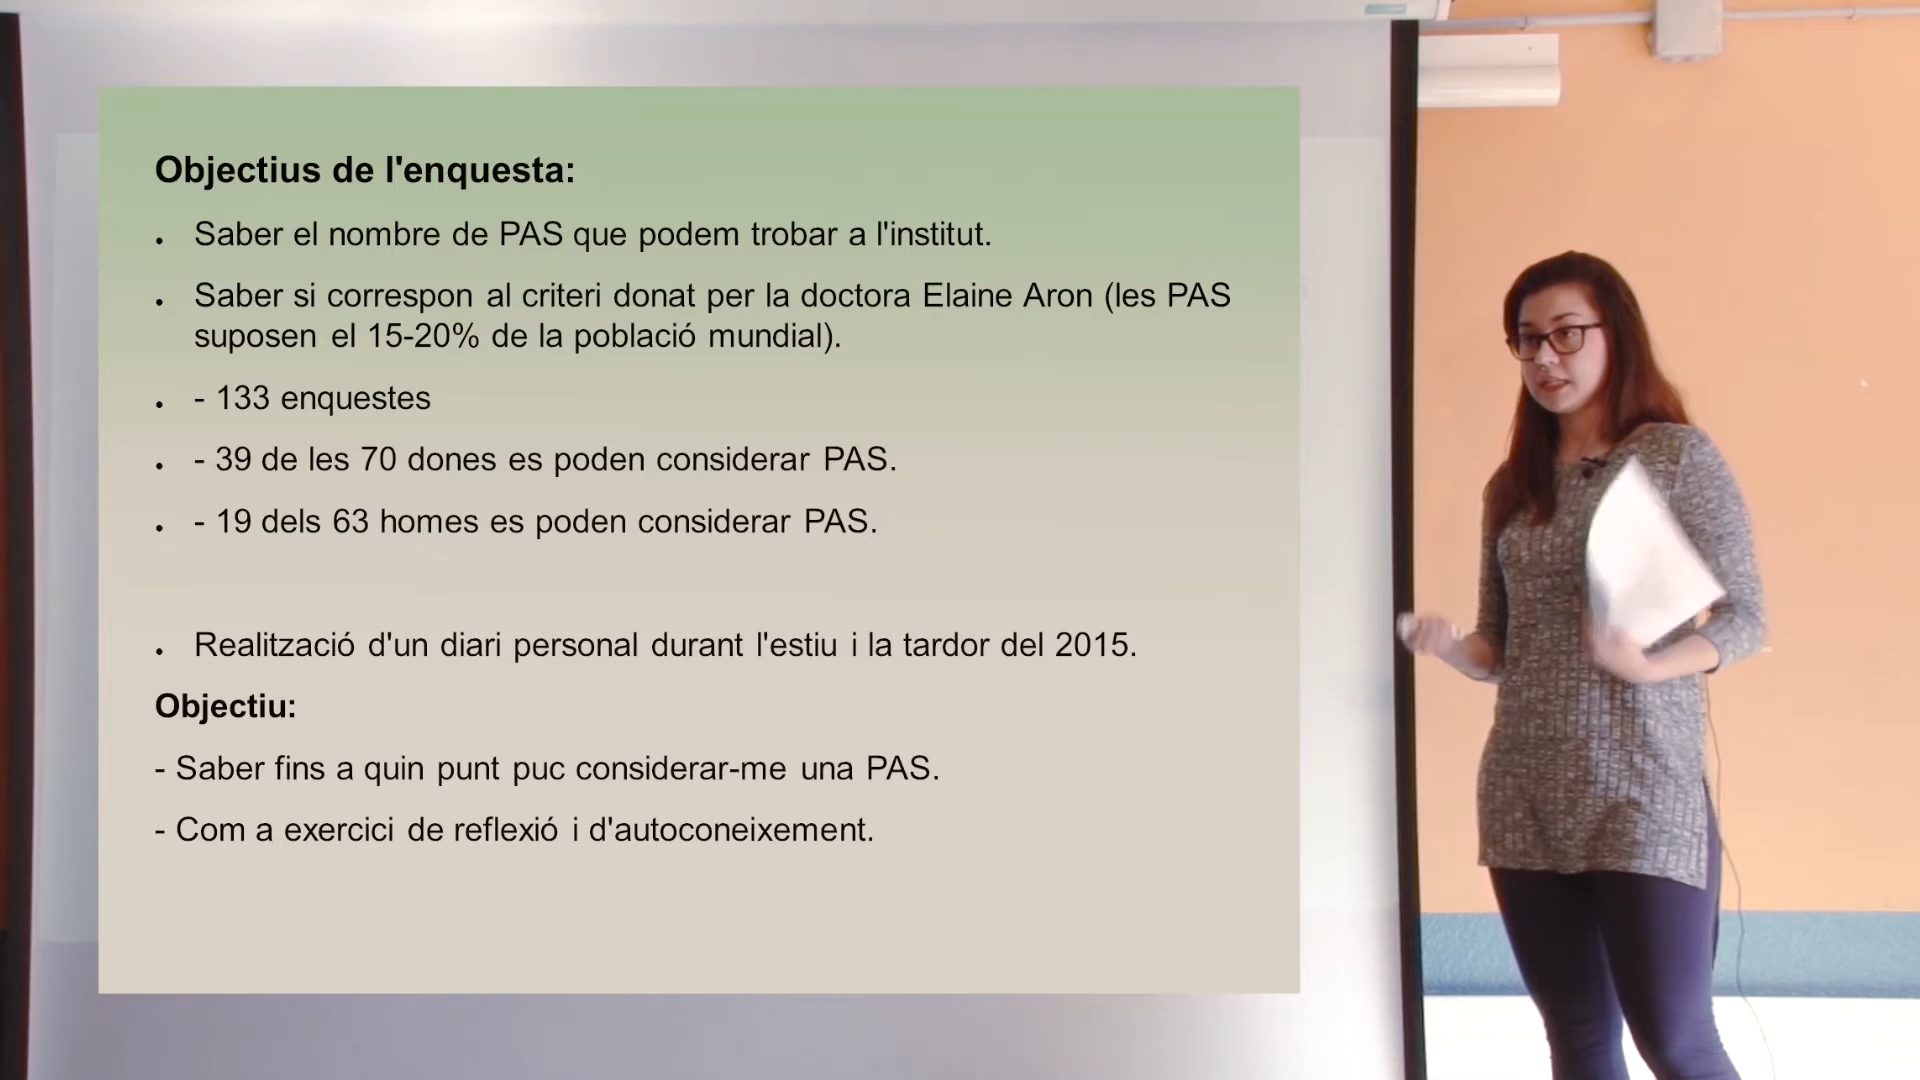 Objectius de l'enquesta:
• Saber el nombre de PAS que podem trobar a l'institut.
• Saber si correspon al criteri donat per la doctora Elaine Aron (les PAS
suposen el 15-20% de la població mundial).
• - 133 enquestes
• - 39 de les 70 dones es poden considerar PAS.
• - 19 dels 63 homes es poden considerar PAS.
• Realització d'un diari personal durant l'estiu i la tardor del 2015.
Objectiu:
- Saber fins a quin punt puc considerar-me una PAS.
- Com a exercici de reflexió i d'autoconeixement.